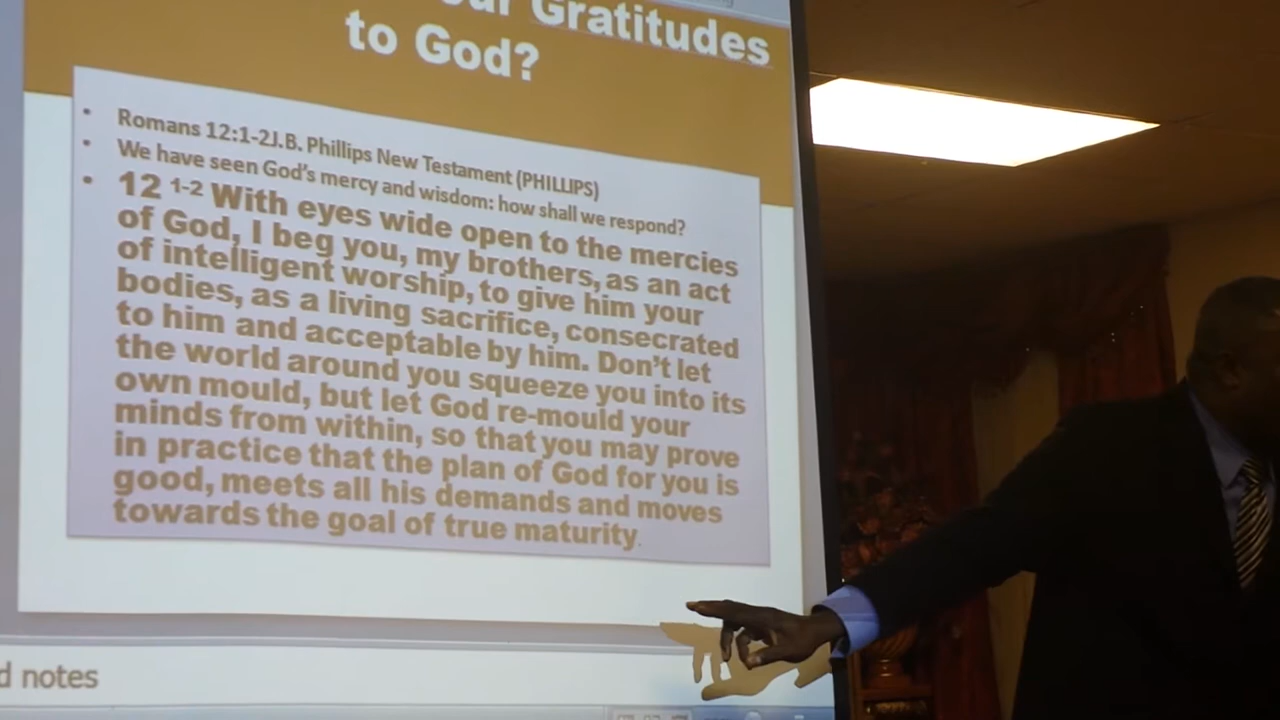 Gratitudes
to God?
• Romans 12:1-2J.B. Phillips New Testament (PHILLIPS)
• We have seen God's mercy and wisdom: how shall we respond?
• 12 1-2 With eyes wide open to the mercies
of God, I beg you, my brothers, as an act
of intelligent worship, to give him your
bodies, as a living sacrifice, consecrated
to him and acceptable by him. Don't let
the world around you squeeze you into its
own mould, but let God re-mould your
minds from within, so that you may prove
in practice that the plan of God for you is
good, meets all his demands and moves
towards the goal of true maturity.
notes